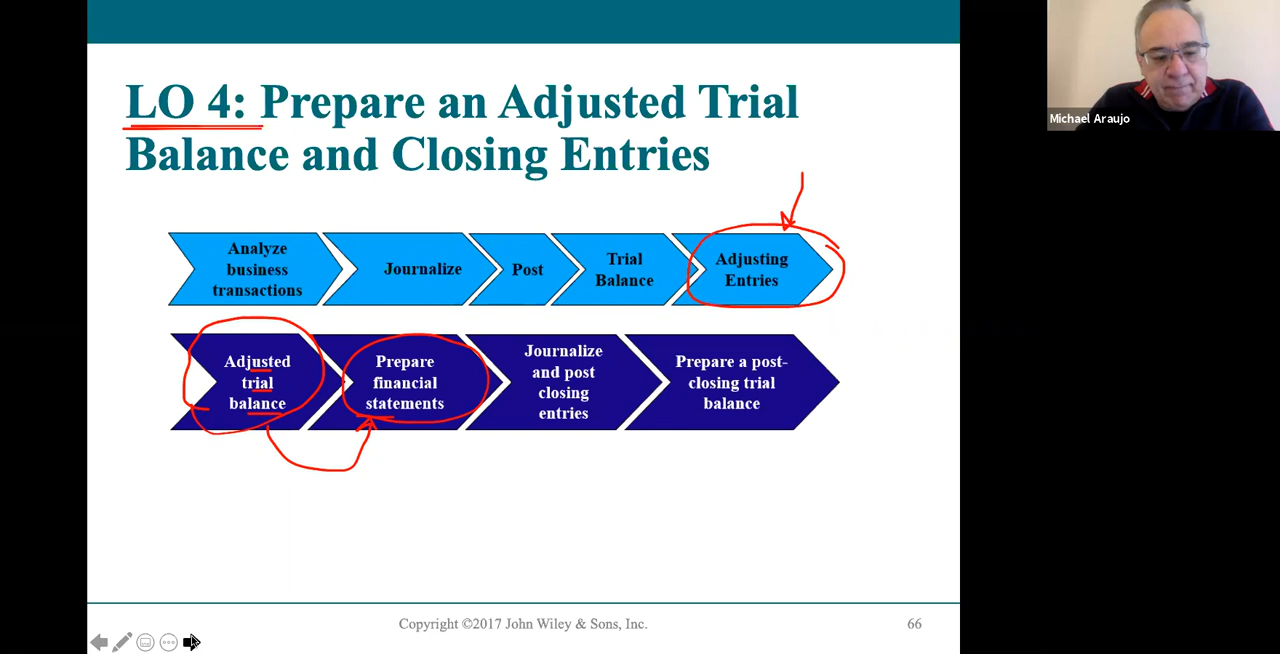 LO 4: Prepare an Adjusted Trial
Balance and Closing Entries
Michael Araujo
Analyze
business
transactions
Journalize
Post
Trial
Balance
Adjusting
Entries
Adjusted
trial
balance
Prepare
financial
statements
Journalize
and post
closing
entries
Prepare a post-
closing trial
balance
Copyright ©2017 John Wiley & Sons, Inc.
66